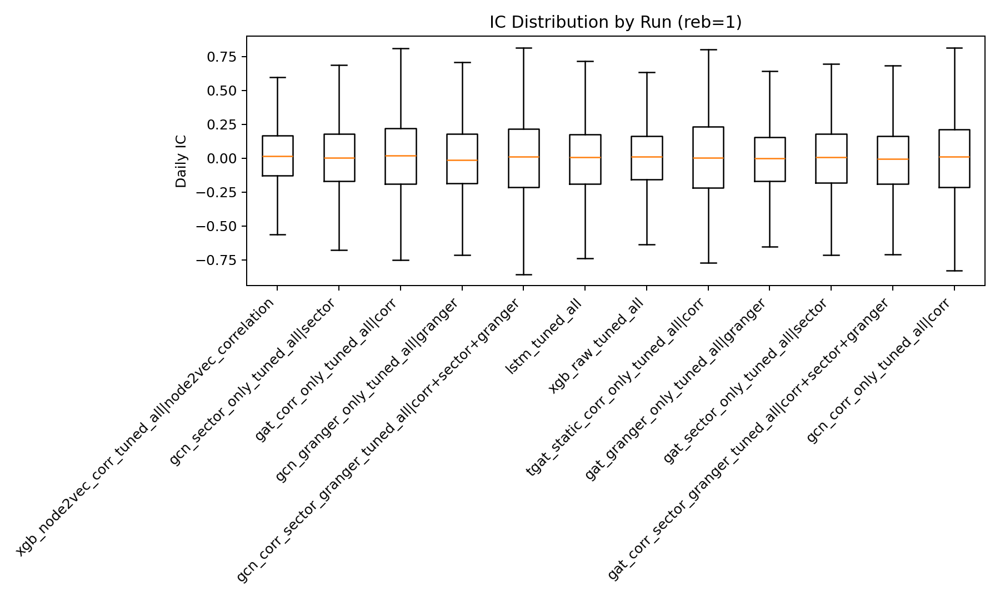 IC Distribution by Run (reb=1)
Daily IC
0.75
0.50
0.25
0.00
−0.25
−0.50
−0.75
xgb_node2vec_corr_tuned_all|node2vec_correlation
gcn_sector_only_tuned_all|sector
gat_corr_only_tuned_all|corr
gcn_granger_only_tuned_all|granger
gcn_corr_sector_granger_tuned_all|corr+sector+granger
lstm_tuned_all
xgb_raw_tuned_all
tgat_static_corr_only_tuned_all|corr
gat_granger_only_tuned_all|granger
gat_sector_only_tuned_all|sector
gat_corr_sector_granger_tuned_all|corr+sector+granger
gcn_corr_only_tuned_all|corr